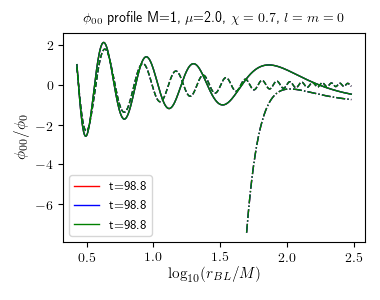 ϕ₀₀ profile M=1, μ=2.0, χ = 0.7, l = m = 0
ϕ₀₀/ϕ₀
2
0
−2
−4
−6
t=98.8
t=98.8
t=98.8
0.5 1.0 1.5 2.0 2.5
log₁₀(r_BL/M)